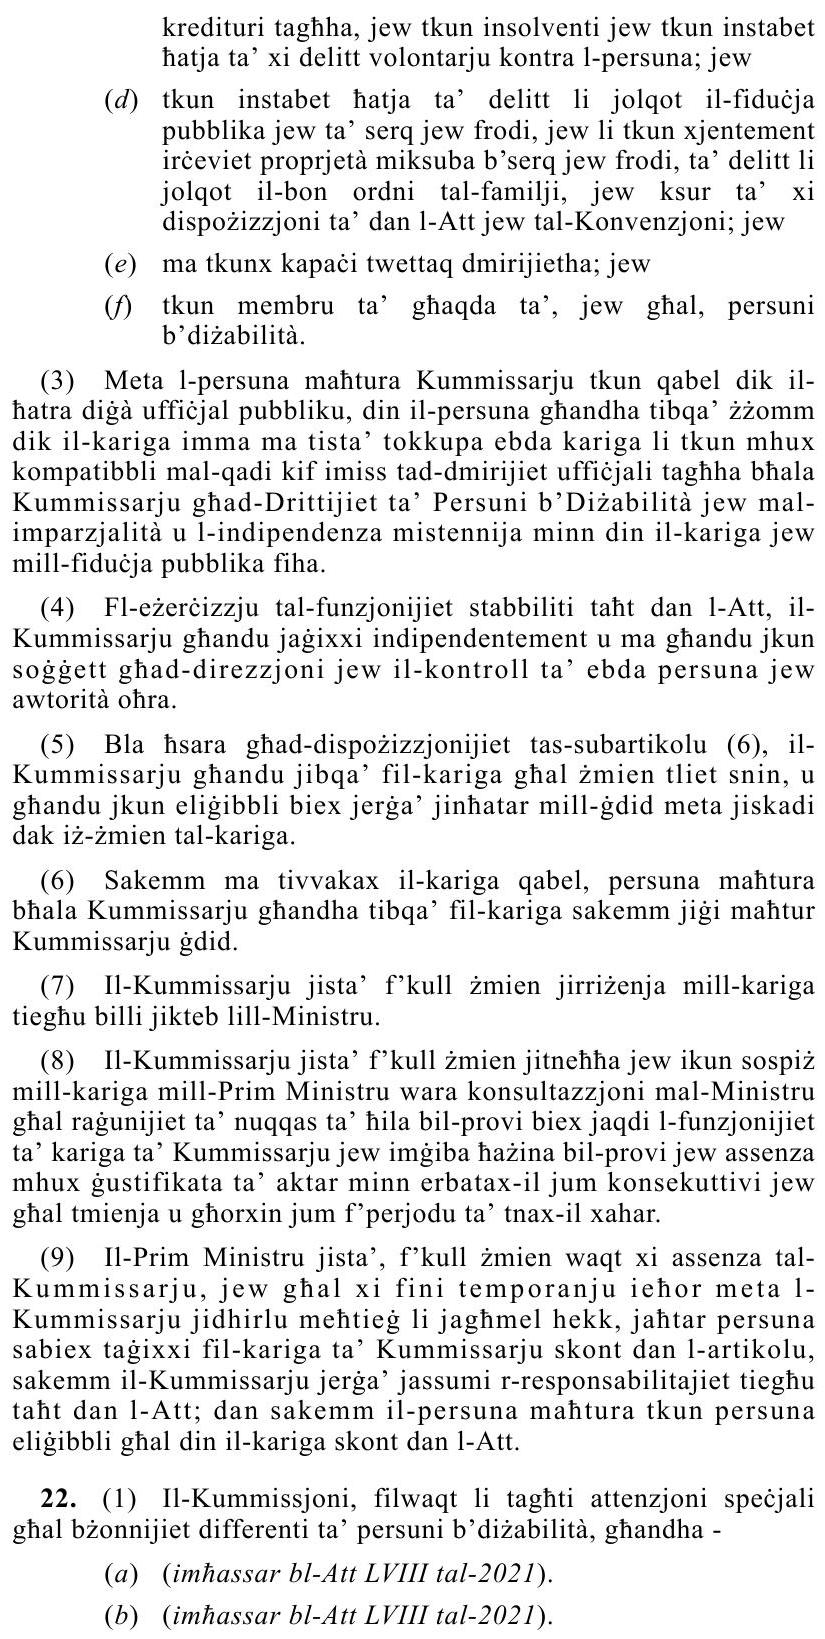 kredituri tagħha, jew tkun insolventi jew tkun instabet
ħatja ta’ xi delitt volontarju kontra l-persuna; jew
(d) tkun instabet ħatja ta’ delitt li jolqot il-fiduċja
pubblika jew ta’ serq jew frodi, jew li tkun xjentement
irċeviet proprjetà miksuba b’serq jew frodi, ta’ delitt li
jolqot il-bon ordni tal-familji, jew ksur ta’ xi
dispożizzjoni ta’ dan l-Att jew tal-Konvenzjoni; jew
(e) ma tkunx kapaċi twettaq dmirijietha; jew
(f) tkun membru ta’ għaqda ta’, jew għal, persuni
b’diżabilità.
(3) Meta l-persuna maħtura Kummissarju tkun qabel dik il-
ħatra diġà uffiċjal pubbliku, din il-persuna għandha tibqa’ żżomm
dik il-kariga imma ma tista’ tokkupa ebda kariga li tkun mhux
kompatibbli mal-qadi kif imiss tad-dmirijiet uffiċjali tagħha bħala
Kummissarju għad-Drittijiet ta’ Persuni b’Diżabilità jew mal-
imparzjalità u l-indipendenza mistennija minn din il-kariga jew
mill-fiduċja pubblika fiha.
(4) Fl-eżerċizzju tal-funzjonijiet stabbiliti taħt dan l-Att, il-
Kummissarju għandu jaġixxi indipendentement u ma għandu jkun
soġġett għad-direzzjoni jew il-kontroll ta’ ebda persuna jew
awtorità oħra.
(5) Bla ħsara għad-dispożizzjonijiet tas-subartikolu (6), il-
Kummissarju għandu jibqa’ fil-kariga għal żmien tliet snin, u
għandu jkun eliġibbli biex jerġa’ jinħatar mill-ġdid meta jiskadi
dak iż-żmien tal-kariga.
(6) Sakemm ma tivvakax il-kariga qabel, persuna maħtura
bħala Kummissarju għandha tibqa’ fil-kariga sakemm jiġi maħtur
Kummissarju ġdid.
(7) Il-Kummissarju jista’ f’kull żmien jirriżenja mill-kariga
tiegħu billi jikteb lill-Ministru.
(8) Il-Kummissarju jista’ f’kull żmien jitneħħa jew ikun sospiż
mill-kariga mill-Prim Ministru wara konsultazzjoni mal-Ministru
għal raġunijiet ta’ nuqqas ta’ ħila bil-provi biex jaqdi l-funzjonijiet
ta’ kariga ta’ Kummissarju jew imġiba ħażina bil-provi jew assenza
mhux ġustifikata ta’ aktar minn erbatax-il jum konsekuttivi jew
għal tmienja u għorxin jum f’perjodu ta’ tnax-il xahar.
(9) Il-Prim Ministru jista’, f’kull żmien waqt xi assenza tal-
Kummissarju, jew għal xi fini temporanju ieħor meta l-
Kummissarju jidhirlu meħtieġ li jagħmel hekk, jaħtar persuna
sabiex taġixxi fil-kariga ta’ Kummissarju skont dan l-artikolu,
sakemm il-Kummissarju jerġa’ jassumi r-responsabilitajiet tiegħu
taħt dan l-Att; dan sakemm il-persuna maħtura tkun persuna
eliġibbli għal din il-kariga skont dan l-Att.
22. (1) Il-Kummissjoni, filwaqt li tagħti attenzjoni speċjali
għal bżonnijiet differenti ta’ persuni b’diżabilità, għandha -
(a) (imħassar bl-Att LVIII tal-2021).
(b) (imħassar bl-Att LVIII tal-2021).